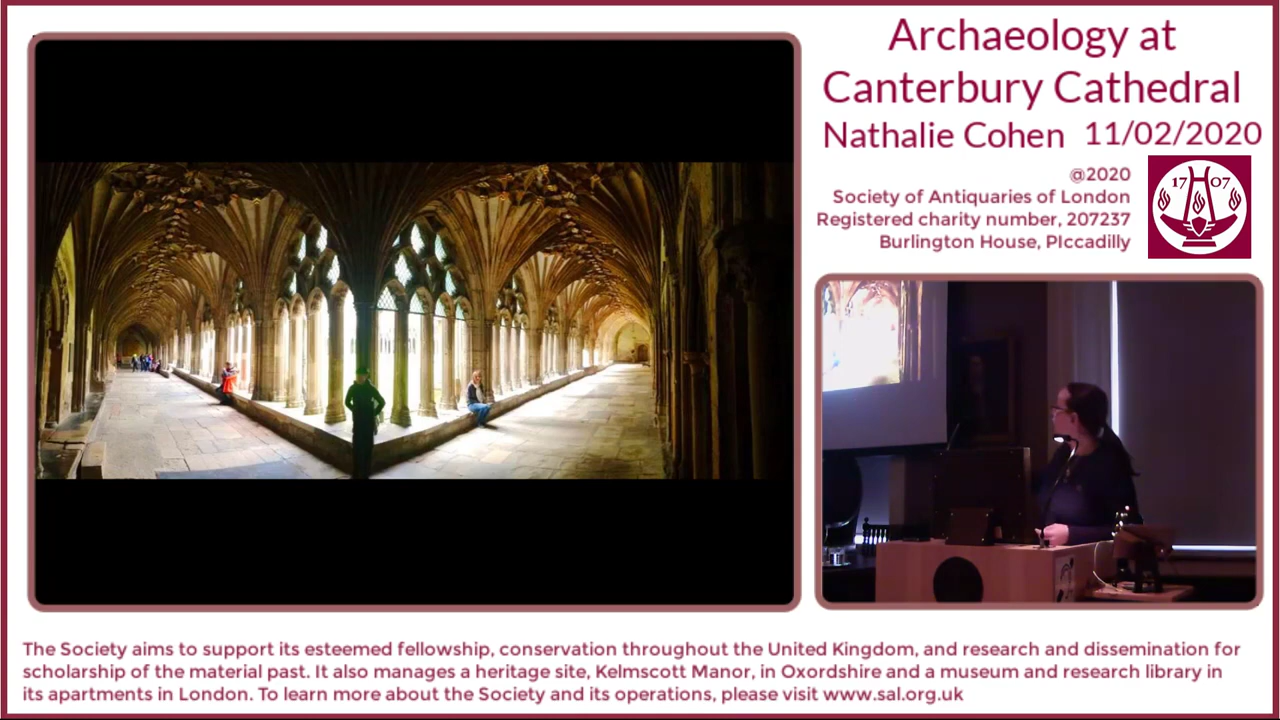 Archaeology at
Canterbury Cathedral
Nathalie Cohen 11/02/2020
@2020
Society of Antiquaries of London
Registered charity number, 207237
Burlington House, PIccadilly
17 07
The Society aims to support its esteemed fellowship, conservation throughout the United Kingdom, and research and dissemination for
scholarship of the material past. It also manages a heritage site, Kelmscott Manor, in Oxordshire and a museum and research library in
its apartments in London. To learn more about the Society and its operations, please visit www.sal.org.uk